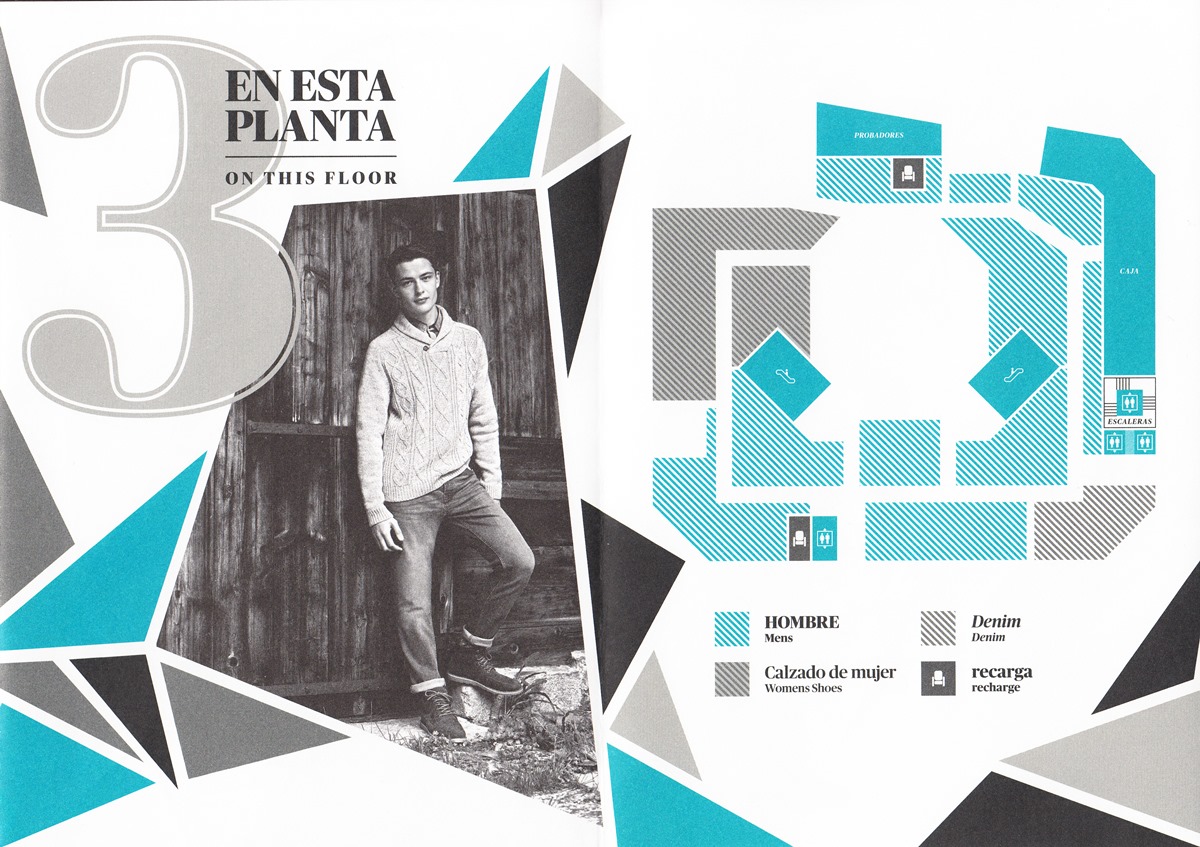 3
EN ESTA
PLANTA
ON THIS FLOOR
PROBADORES
CAJA
ESCALERAS
HOMBRE
Mens
Denim
Denim
Calzado de mujer
Womens Shoes
recarga
recharge